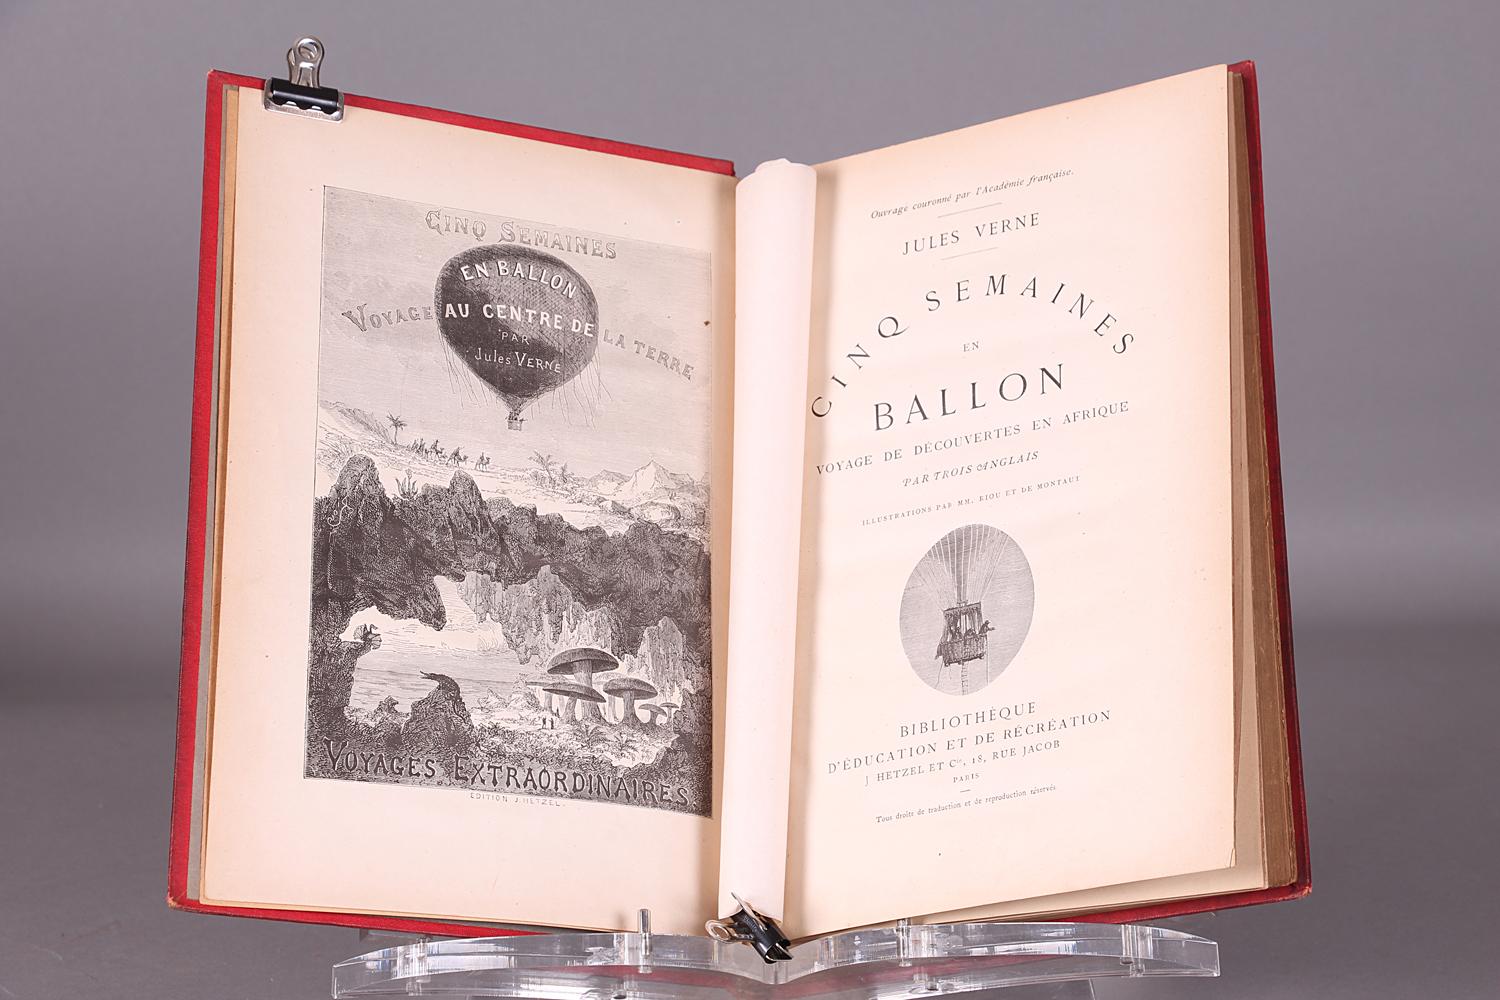 CINQ SEMAINES
EN BALLON
VOYAGE AU CENTRE DE LA TERRE
PAR
Jules VERNE
VOYAGES EXTRAORDINAIRES
EDITION J. HETZEL.
Ouvrage couronné par l'Académie française.
JULES VERNE
CINQ SEMAINES
EN
BALLON
VOYAGE DE DÉCOUVERTES EN AFRIQUE
PAR TROIS ANGLAIS
ILLUSTRATIONS PAR MM. RIOU ET DE MONTAUT
BIBLIOTHÈQUE
D'ÉDUCATION ET DE RÉCRÉATION
J HETZEL ET Cie, 18, RUE JACOB
PARIS
Tous droits de traduction et de reproduction réservés